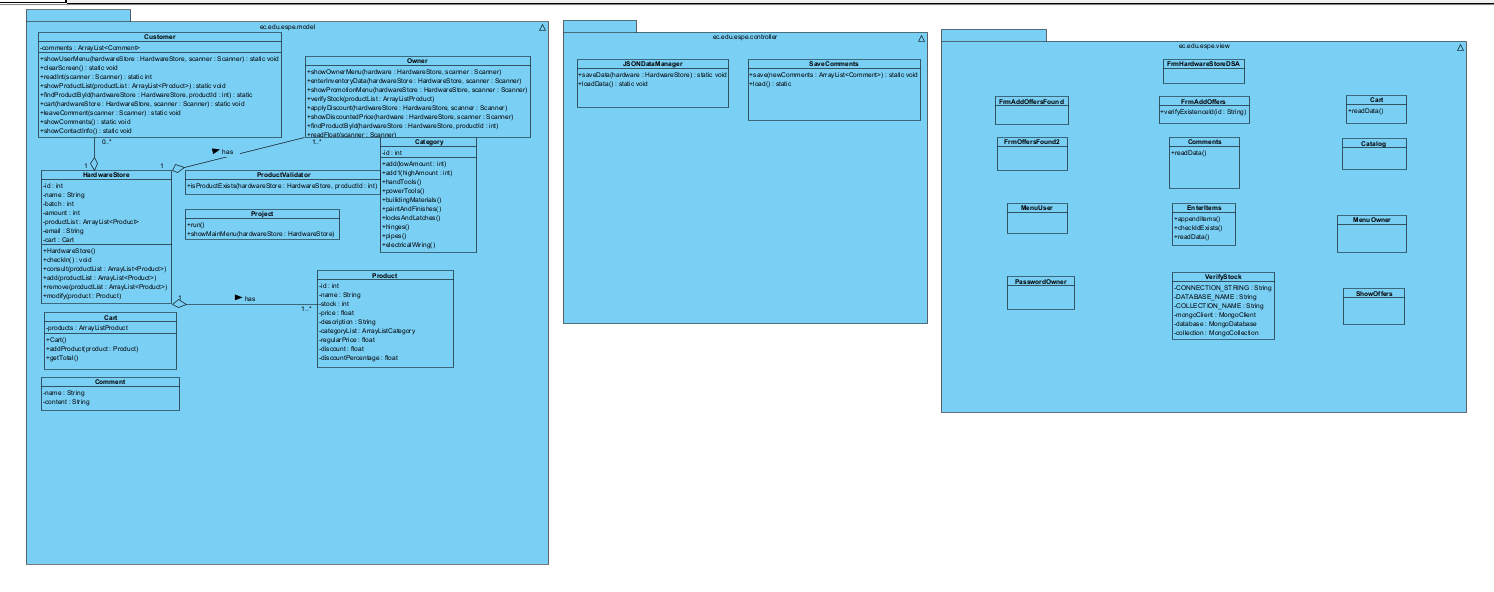 ec.edu.espe.model
Customer
-comments : ArrayList<Comment>
+showUserMenu(hardwareStore : HardwareStore, scanner : Scanner) : static void
+clearScreen() : static void
+readInt(scanner : Scanner) : static int
+showProductList(productList : ArrayList<Product>) : static void
+findProductById(hardwareStore : HardwareStore, productId : int) : static
+cart(hardwareStore : HardwareStore, scanner : Scanner) : static void
+leaveComment(scanner : Scanner) : static void
+showComments() : static void
+showContactInfo() : static void
Owner
+showOwnerMenu(hardware : HardwareStore, scanner : Scanner)
+enterInventoryData(hardwareStore : HardwareStore, scanner : Scanner)
+showPromotionMenu(hardwareStore : HardwareStore, scanner : Scanner)
+verifyStock(productList : ArrayListProduct)
+applyDiscount(hardwareStore : HardwareStore, scanner : Scanner)
+showDiscountedPrice(hardware : HardwareStore, scanner : Scanner)
+findProductById(hardwareStore : HardwareStore, productId : int)
+readFloat(scanner : Scanner)
0..*
1
has
1
1..*
Category
-id : int
+add(lowAmount : int)
+add1(highAmount : int)
+handTools()
+powerTools()
+buildingMaterials()
+paintAndFinishes()
+locksAndLatches()
+hinges()
+pipes()
+electricalWiring()
HardwareStore
-id : int
-name : String
-batch : int
-amount : int
-productList : ArrayList<Product>
-email : String
-cart : Cart
+HardwareStore()
+checkIn() : void
+consult(productList : ArrayList<Product>)
+add(productList : ArrayList<Product>)
+remove(productList : ArrayList<Product>)
+modify(product : Product)
ProductValidator
+isProductExists(hardwareStore : HardwareStore, productId : int)
Project
+run()
+showMainMenu(hardwareStore : HardwareStore)
1
has
1..*
Product
-id : int
-name : String
-stock : int
-price : float
-description : String
-categoryList : ArrayListCategory
-regularPrice : float
-discount : float
-discountPercentage : float
Cart
-products : ArrayListProduct
+Cart()
+addProduct(product : Product)
+getTotal()
Comment
-name : String
-content : String
ec.edu.espe.controller
JSONDataManager
+saveData(hardware : HardwareStore) : static void
+loadData() : static void
SaveComments
+save(newComments : ArrayList<Comment>) : static void
+load() : static
ec.edu.espe.view
FrmHardwareStoreDSA
FrmAddOffersFound
FrmAddOffers
+verifyExistenceId(id : String)
Cart
+readData()
FrmOffersFound2
Comments
+readData()
Catalog
MenuUser
EnterItems
+appendItems()
+checkIdExists()
+readData()
MenuOwner
PasswordOwner
VerifyStock
-CONNECTION_STRING : String
-DATABASE_NAME : String
-COLLECTION_NAME : String
-mongoClient : MongoClient
-database : MongoDatabase
-collection : MongoCollection
ShowOffers